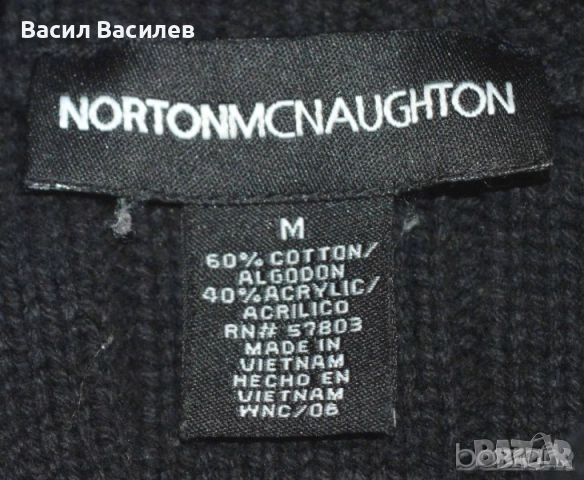 Васил Василев
NORTONMCNAUGHTON
M
60% COTTON/
ALGODON
40% ACRYLIC/
ACRILICO
RN# 57803
MADE IN
VIETNAM
HECHO EN
VIETNAM
WNC/06
BAZAR